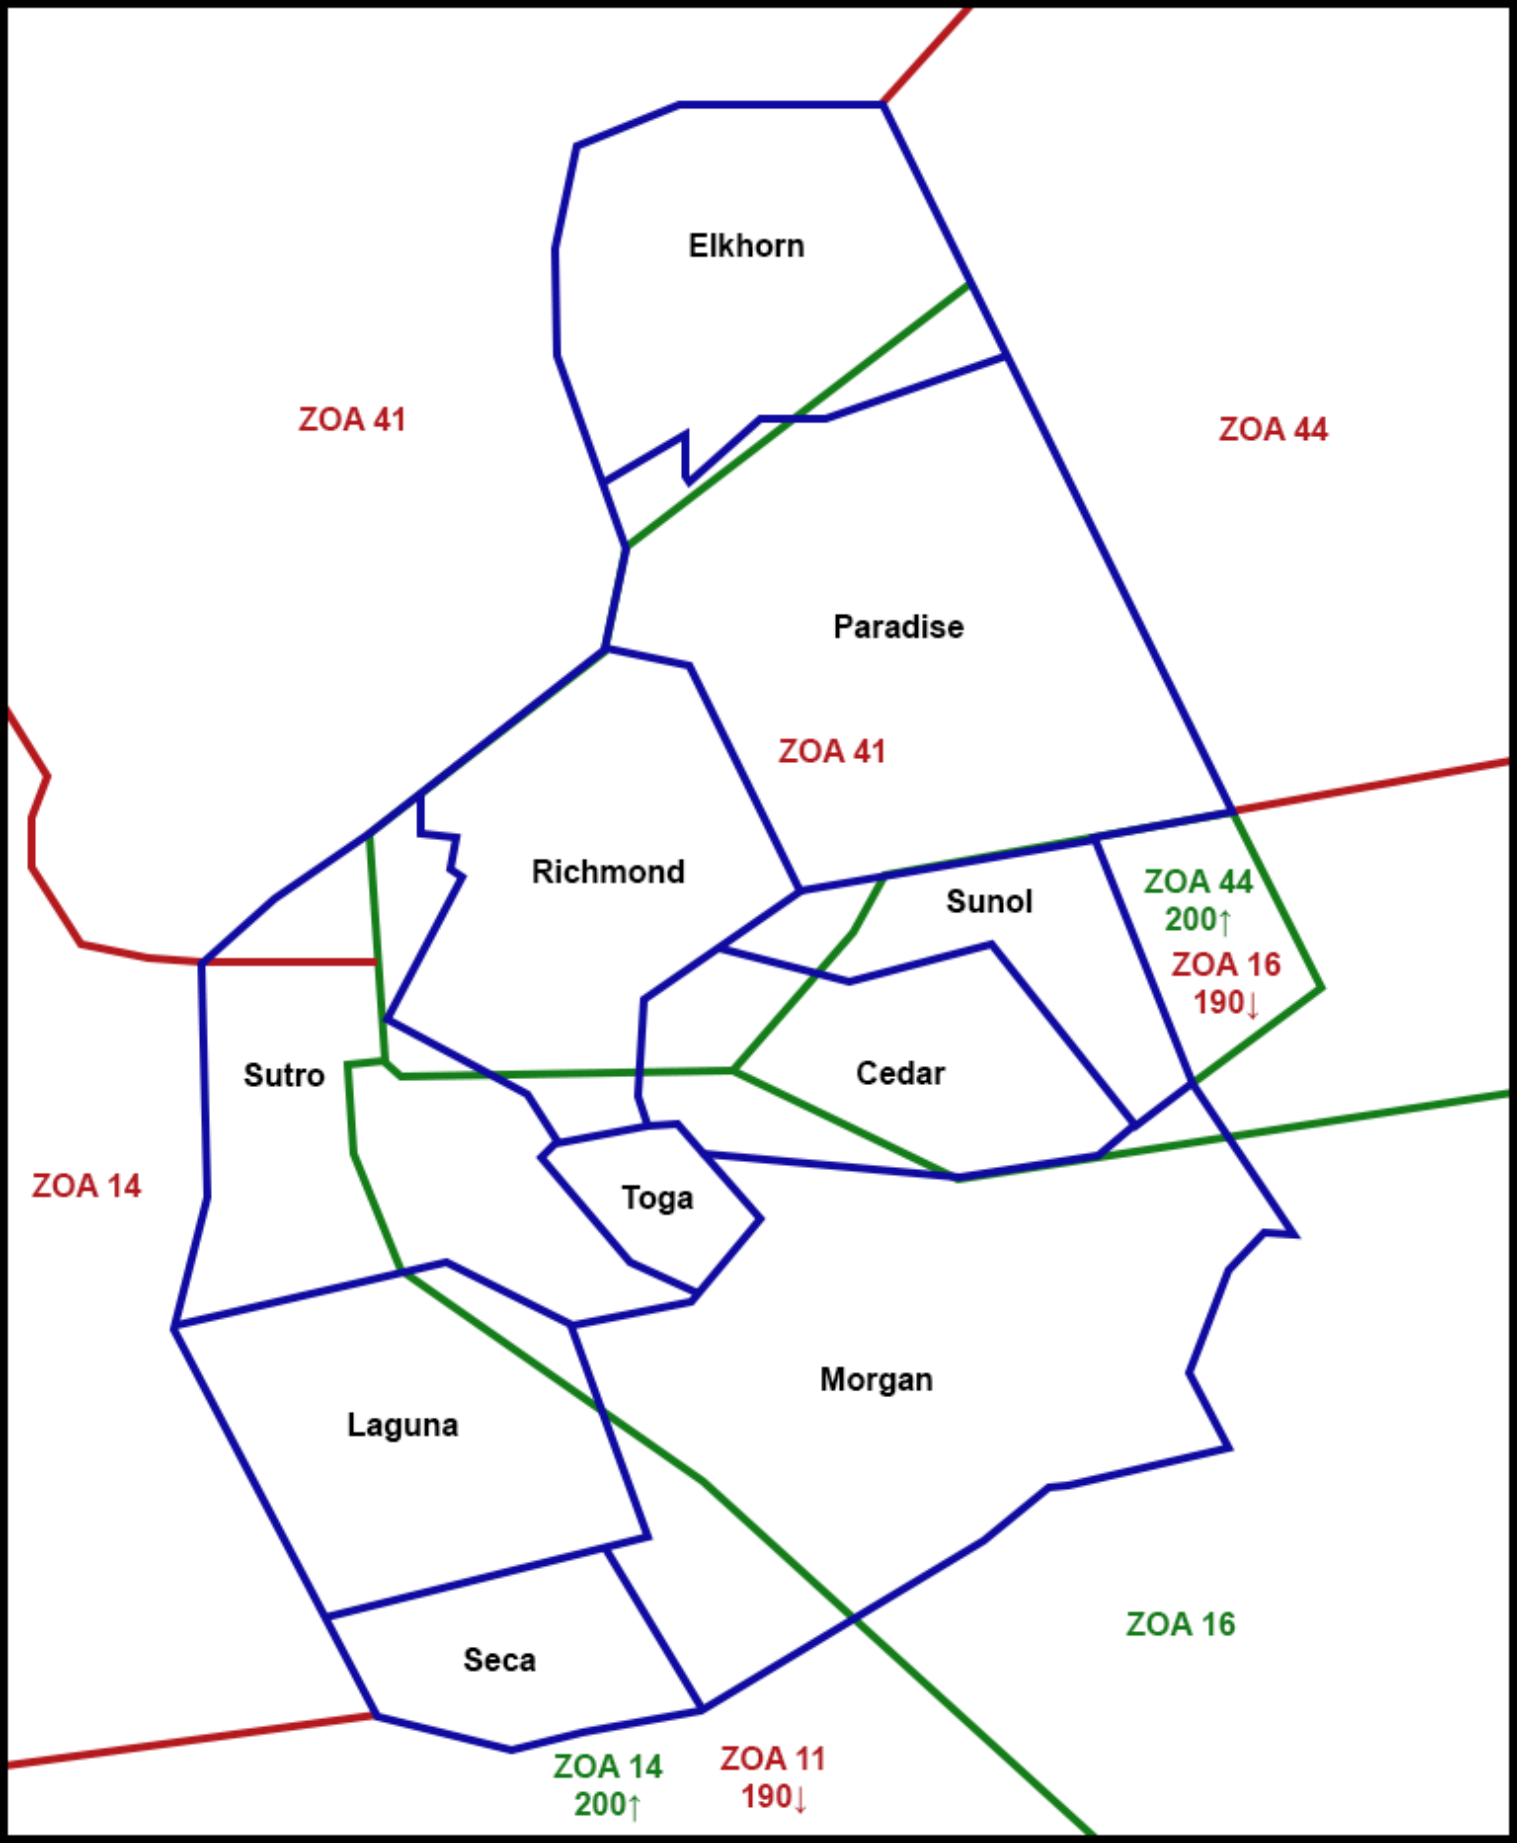 Elkhorn
ZOA 41
ZOA 44
Paradise
ZOA 41
Richmond
Sunol
ZOA 44
200↑
ZOA 16
190↓
Sutro
Cedar
ZOA 14
Toga
Morgan
Laguna
Seca
ZOA 16
ZOA 14
200↑
ZOA 11
190↓